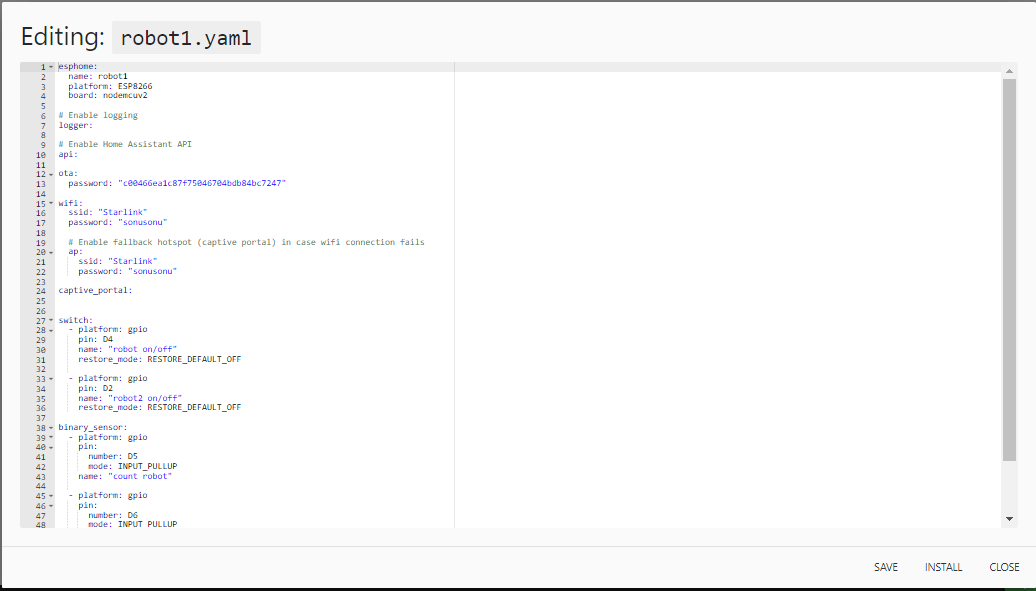 Editing: robot1.yaml
1 esphome:
2 name: robot1
3 platform: ESP8266
4 board: nodemcuv2
5
6 # Enable logging
7 logger:
8
9 # Enable Home Assistant API
10 api:
11
12 ota:
13 password: "c00466ea1c87f75046704bdb84bc7247"
14
15 wifi:
16 ssid: "Starlink"
17 password: "sonusonu"
18
19 # Enable fallback hotspot (captive portal) in case wifi connection fails
20 ap:
21 ssid: "Starlink"
22 password: "sonusonu"
23
24 captive_portal:
25
26
27 switch:
28 - platform: gpio
29 pin: D4
30 name: "robot on/off"
31 restore_mode: RESTORE_DEFAULT_OFF
32
33 - platform: gpio
34 pin: D2
35 name: "robot2 on/off"
36 restore_mode: RESTORE_DEFAULT_OFF
37
38 binary_sensor:
39 - platform: gpio
40 pin:
41 number: D5
42 mode: INPUT_PULLUP
43 name: "count robot"
44
45 - platform: gpio
46 pin:
47 number: D6
48 mode: INPUT_PULLUP
SAVE INSTALL CLOSE